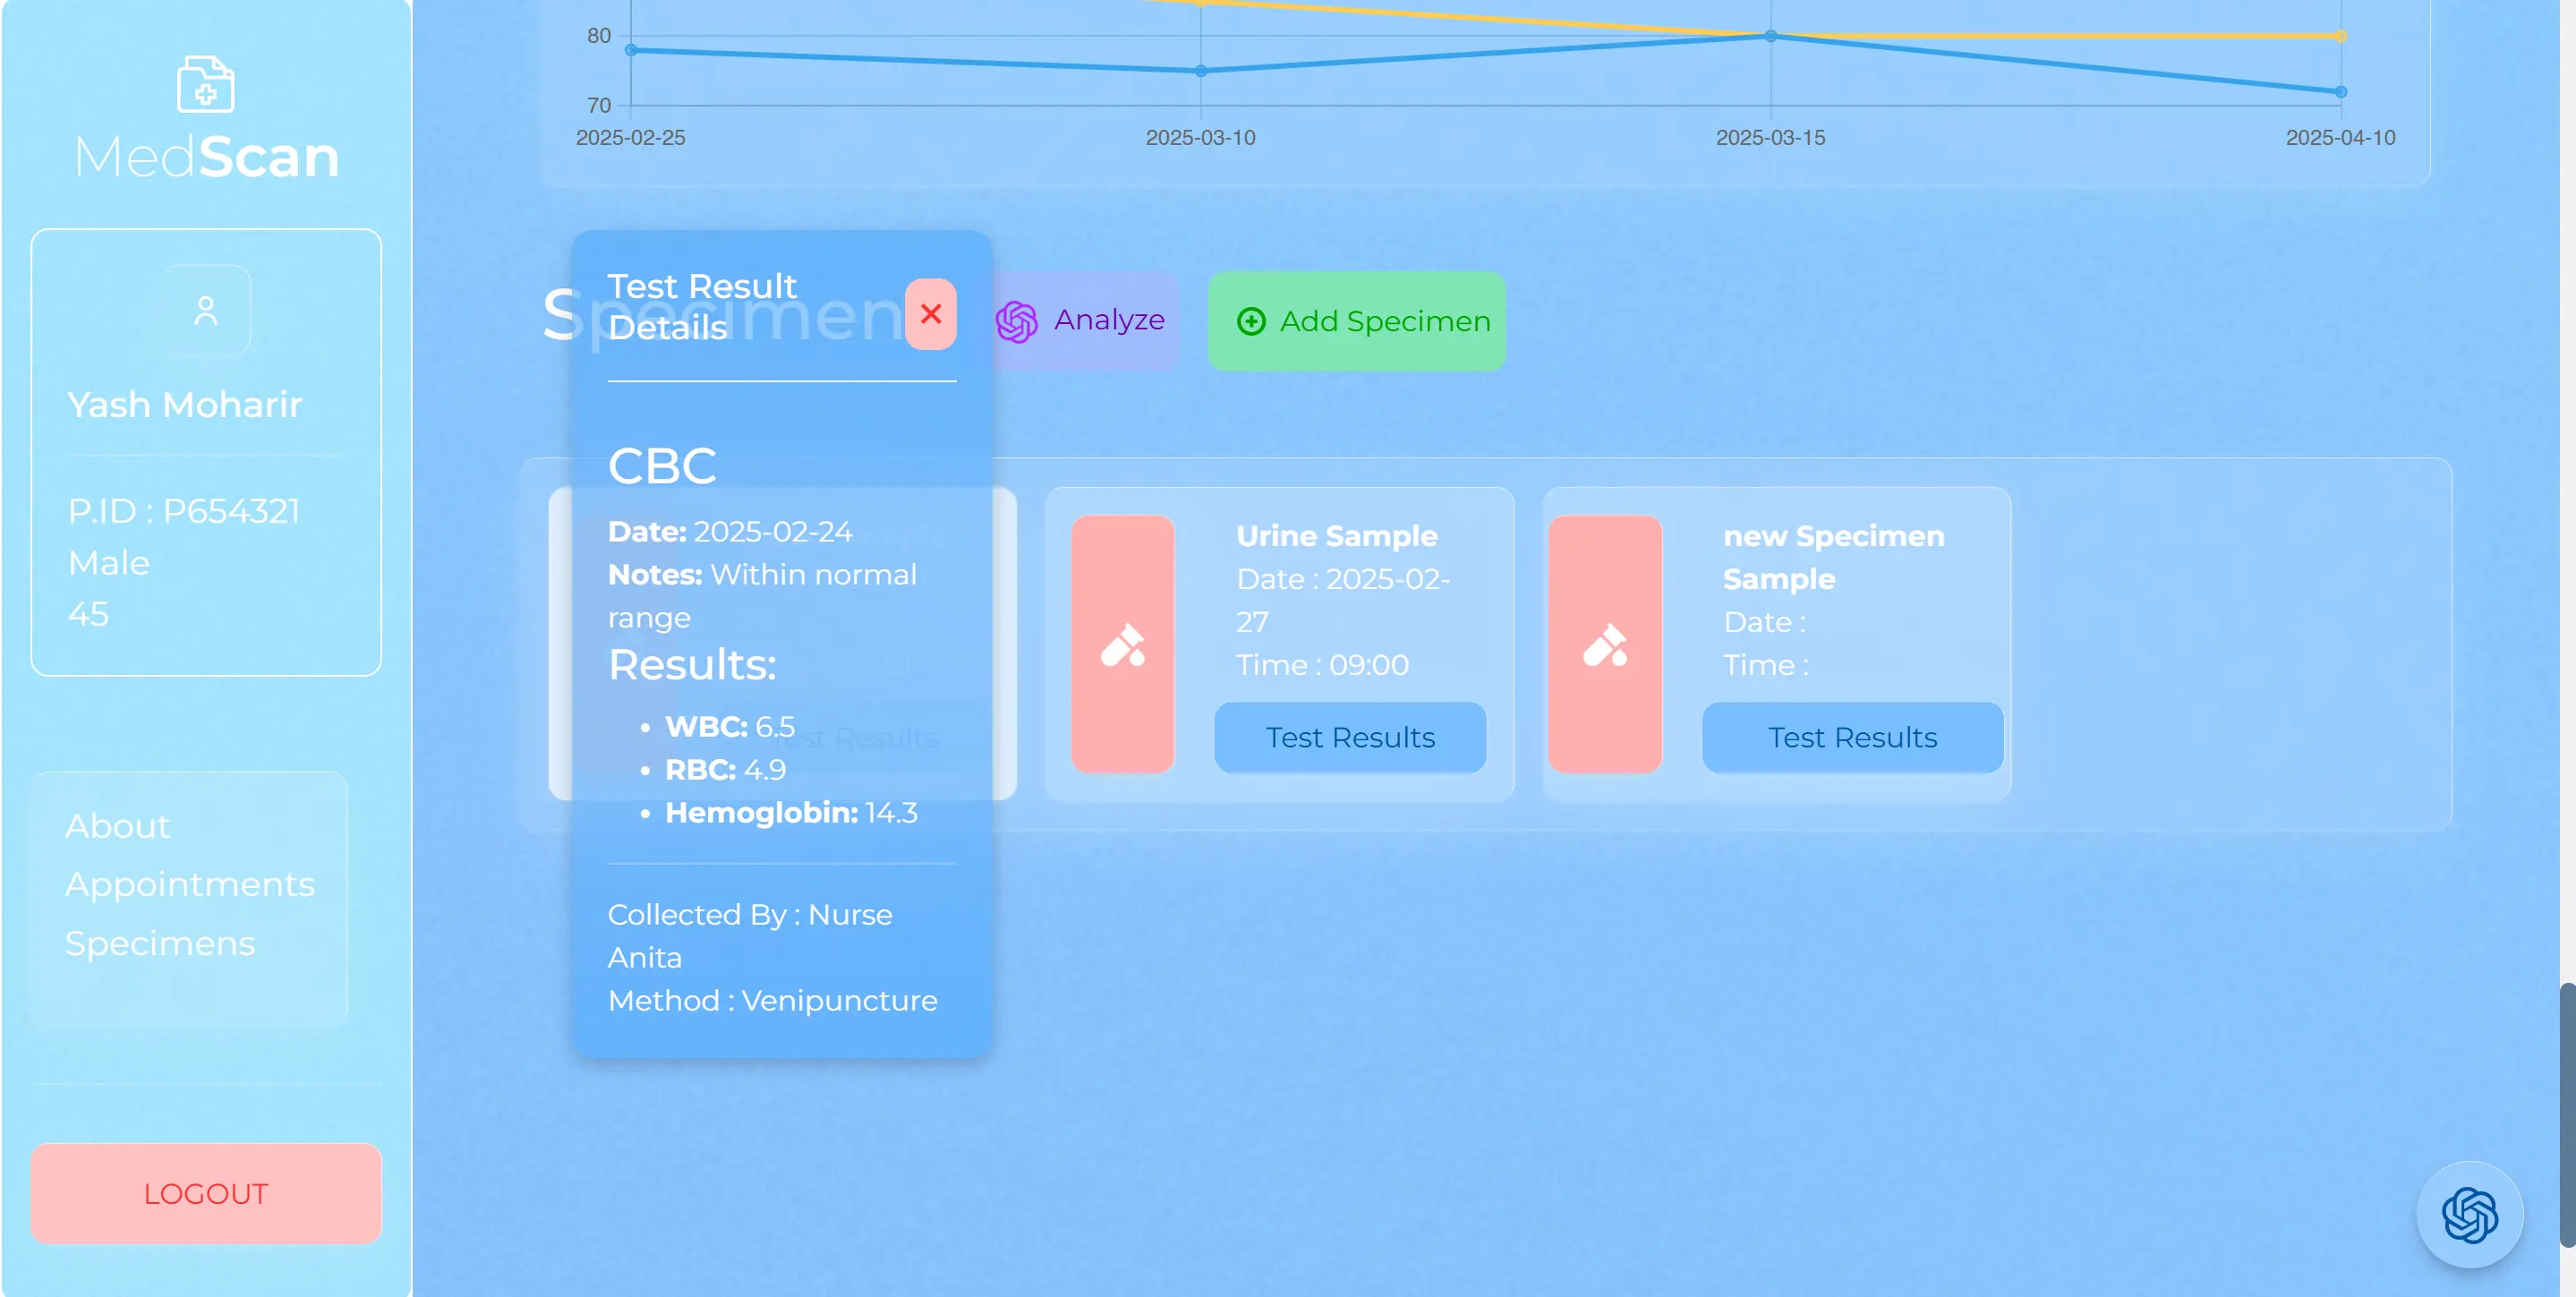 MedScan
Yash Moharir
P.ID : P654321
Male
45
About
Appointments
Specimens
LOGOUT
80
70
2025-02-25
2025-03-10
2025-03-15
2025-04-10
Specimen
Analyze
Add Specimen
Test Result
Details
CBC
Date: 2025-02-24
Notes: Within normal
range
Results:
WBC: 6.5
RBC: 4.9
Hemoglobin: 14.3
Collected By : Nurse
Anita
Method : Venipuncture
Test Results
Urine Sample
Date : 2025-02-
27
Time : 09:00
Test Results
new Specimen
Sample
Date :
Time :
Test Results